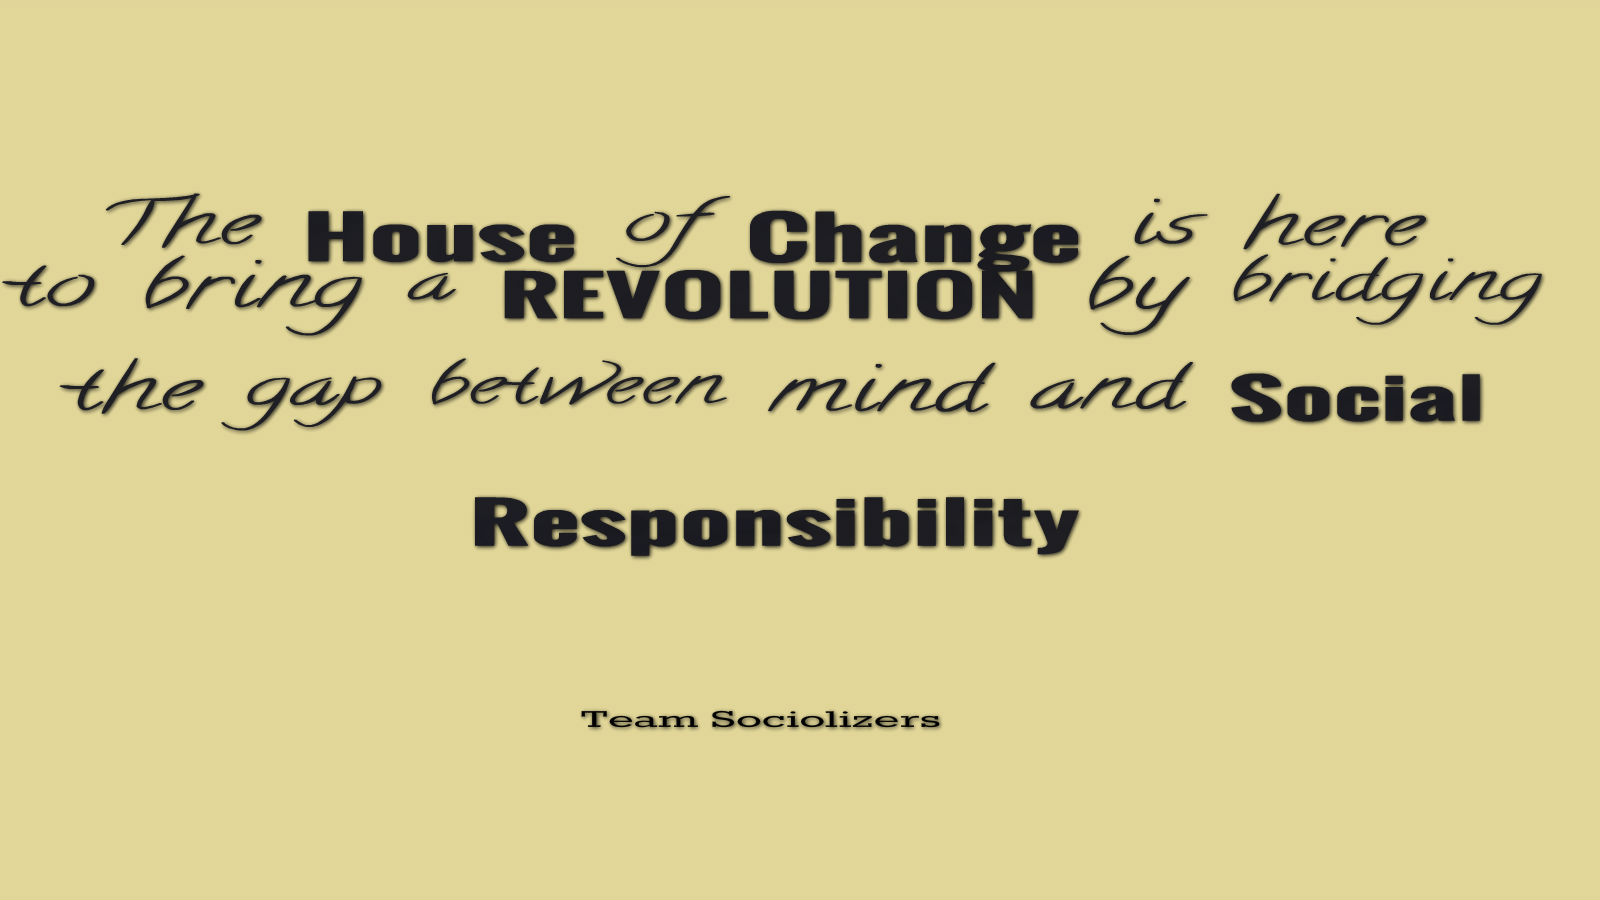 The House of Change is here
to bring a REVOLUTION by bridging
the gap between mind and Social
Responsibility
Team Sociolizers